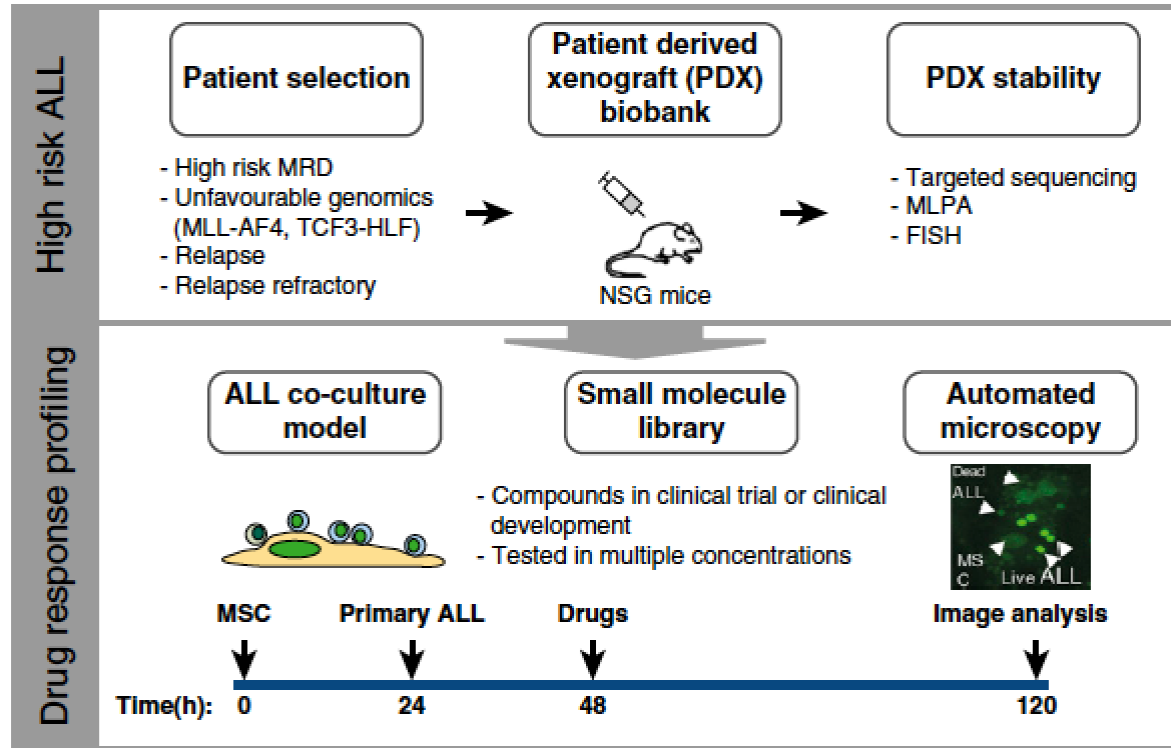 High risk ALL
Patient selection
- High risk MRD
- Unfavourable genomics
(MLL-AF4, TCF3-HLF)
- Relapse
- Relapse refractory
Patient derived
xenograft (PDX)
biobank
NSG mice
PDX stability
- Targeted sequencing
- MLPA
- FISH
Drug response profiling
ALL co-culture
model
Small molecule
library
- Compounds in clinical trial or clinical
development
- Tested in multiple concentrations
Automated
microscopy
Dead
ALL
MS
C
Live ALL
MSC
Primary ALL
Drugs
Image analysis
Time(h): 0 24 48 120